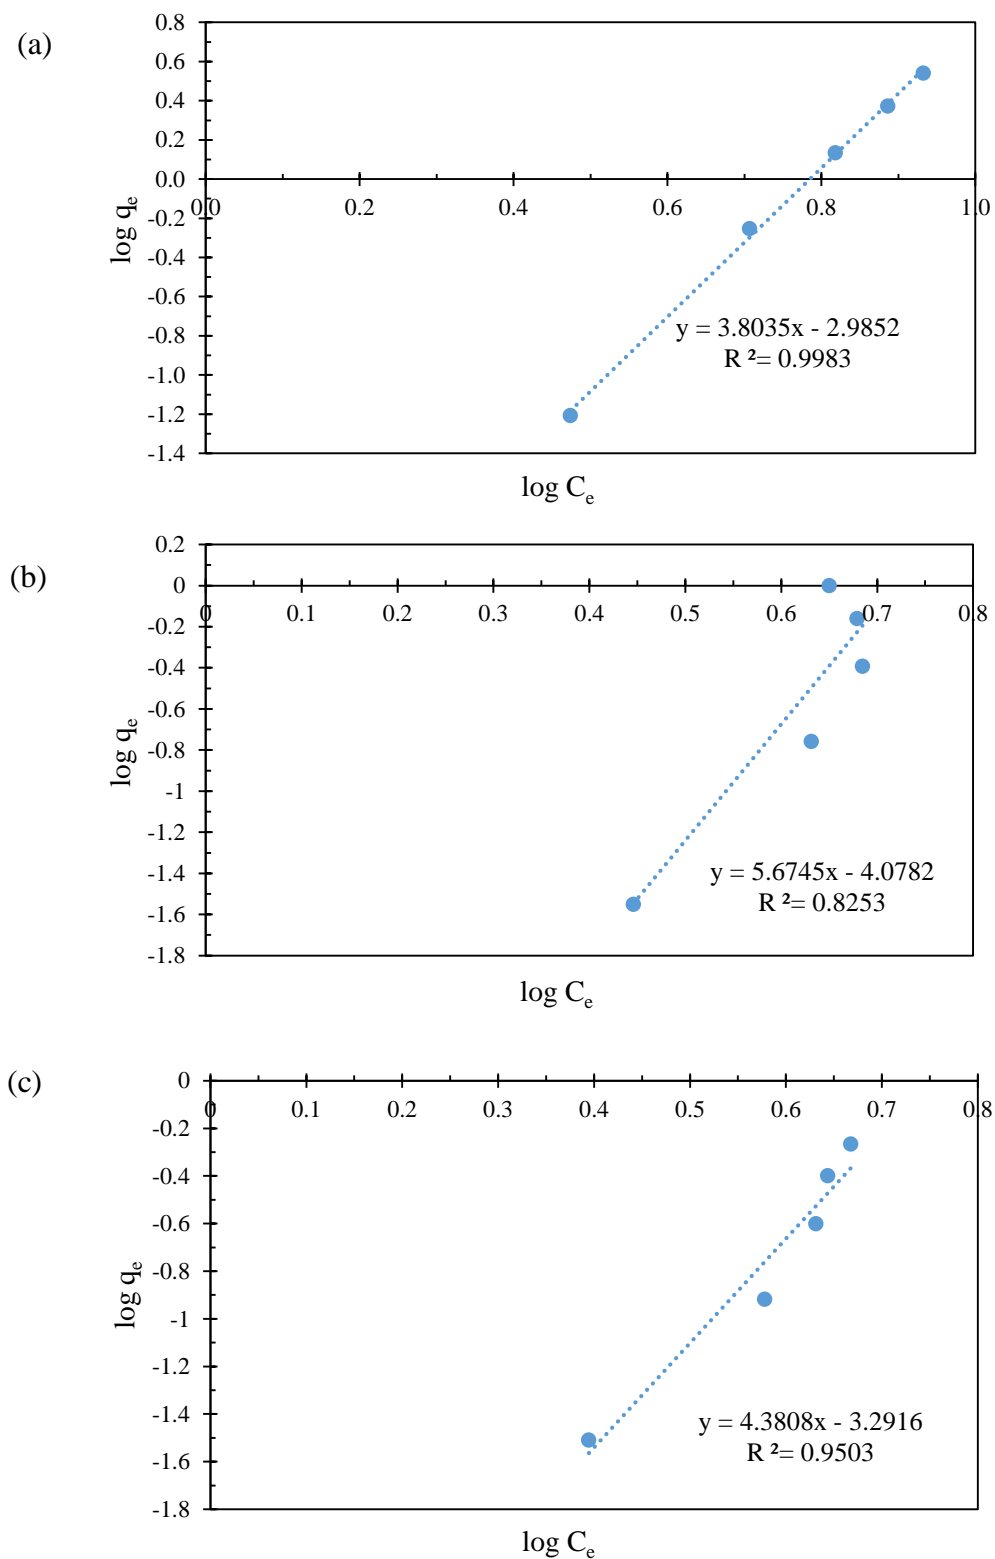 (a)
0.8
0.6
0.4
0.2
0.0
-0.2
-0.4
-0.6
-0.8
-1.0
-1.2
-1.4
0.0 0.2 0.4 0.6 0.8 1.0
log qe
y = 3.8035x - 2.9852
R ²= 0.9983
log Ce
(b)
0.2
0
-0.2
-0.4
-0.6
-0.8
-1
-1.2
-1.4
-1.6
-1.8
0 0.1 0.2 0.3 0.4 0.5 0.6 0.7 0.8
log qe
y = 5.6745x - 4.0782
R ²= 0.8253
log Ce
(c)
0
-0.2
-0.4
-0.6
-0.8
-1
-1.2
-1.4
-1.6
-1.8
0 0.1 0.2 0.3 0.4 0.5 0.6 0.7 0.8
log qe
y = 4.3808x - 3.2916
R ²= 0.9503
log Ce